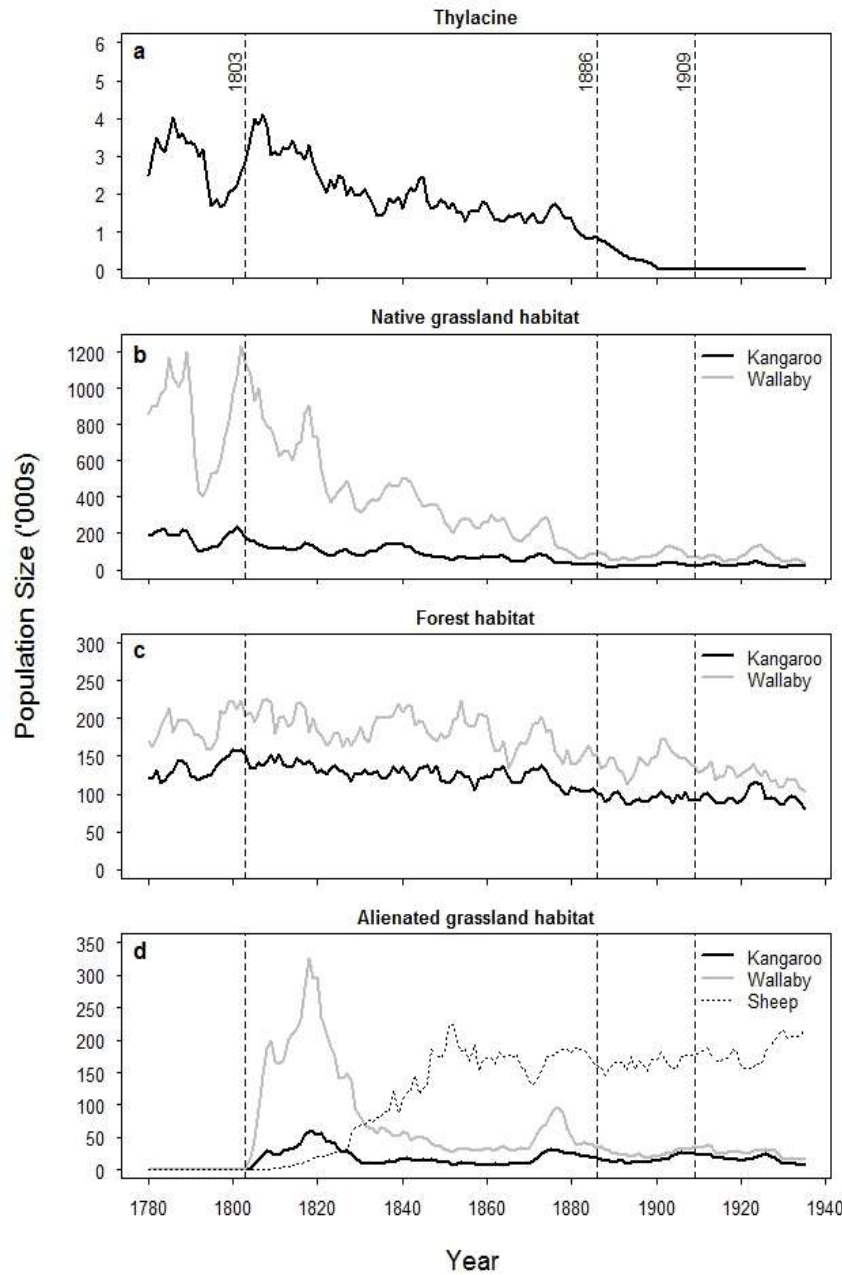 Thylacine
a
1803
1886
1909
6
5
4
3
2
1
0
Native grassland habitat
b
Kangaroo
Wallaby
1200
1000
800
600
400
200
0
Forest habitat
c
Kangaroo
Wallaby
300
250
200
150
100
50
0
Alienated grassland habitat
d
Kangaroo
Wallaby
Sheep
350
300
250
200
150
100
50
0
1780 1800 1820 1840 1860 1880 1900 1920 1940
Population Size ('000s)
Year